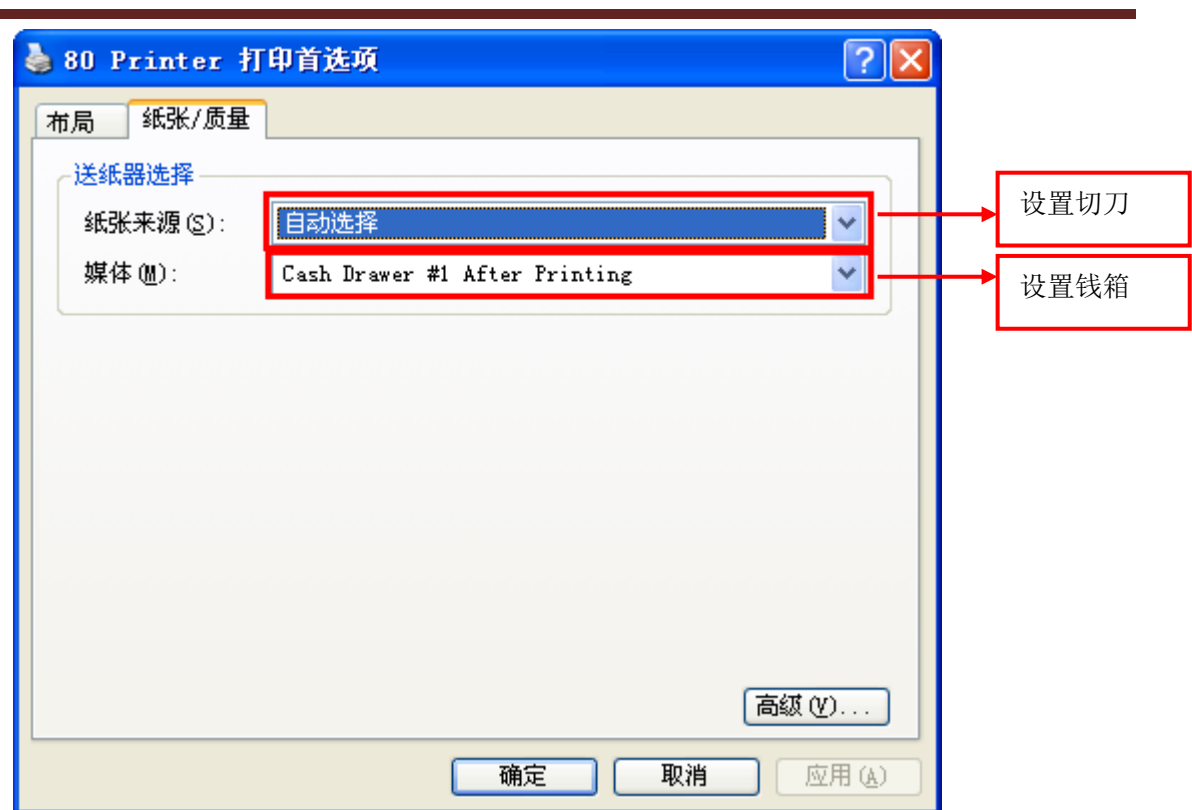 80 Printer 打印首选项
布局
纸张/质量
送纸器选择
纸张来源(S):
自动选择
设置切刀
媒体(M):
Cash Drawer #1 After Printing
设置钱箱
高级(V)...
确定
取消
应用(A)